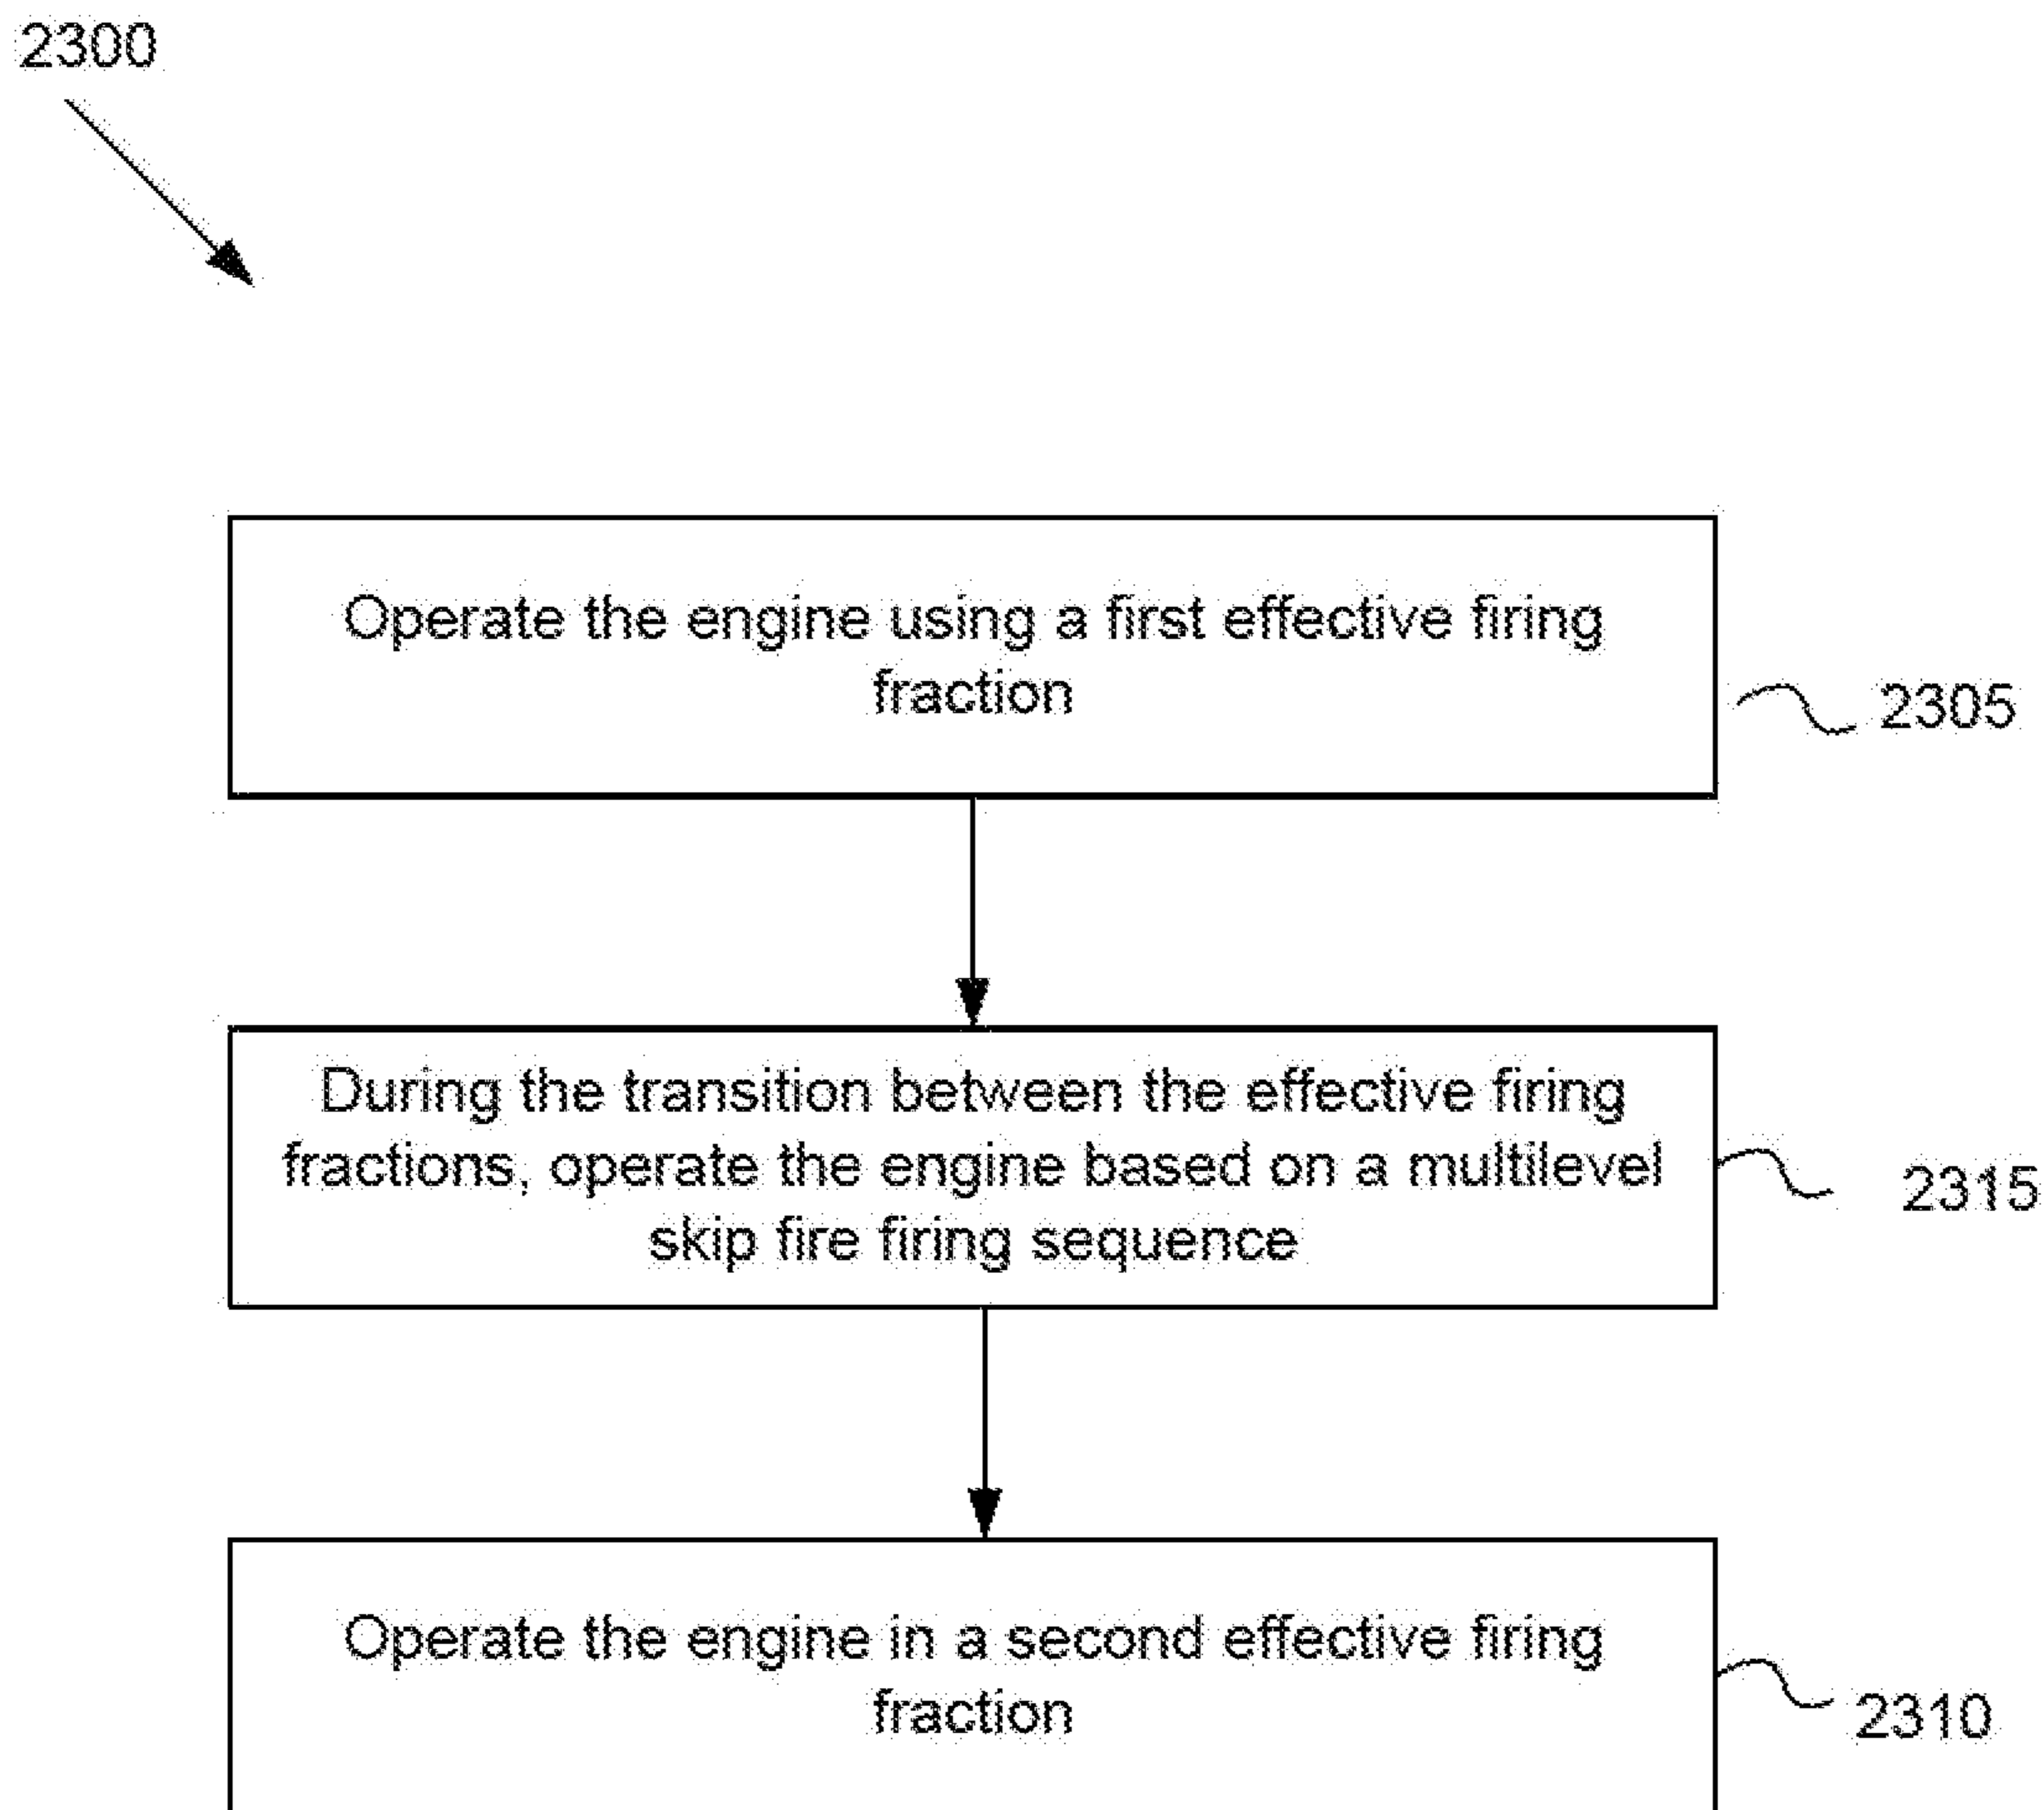 2300
Operate the engine using a first effective firing
fraction
2305
During the transition between the effective firing
fractions, operate the engine based on a multilevel
skip fire firing sequence
2315
Operate the engine in a second effective firing
fraction
2310